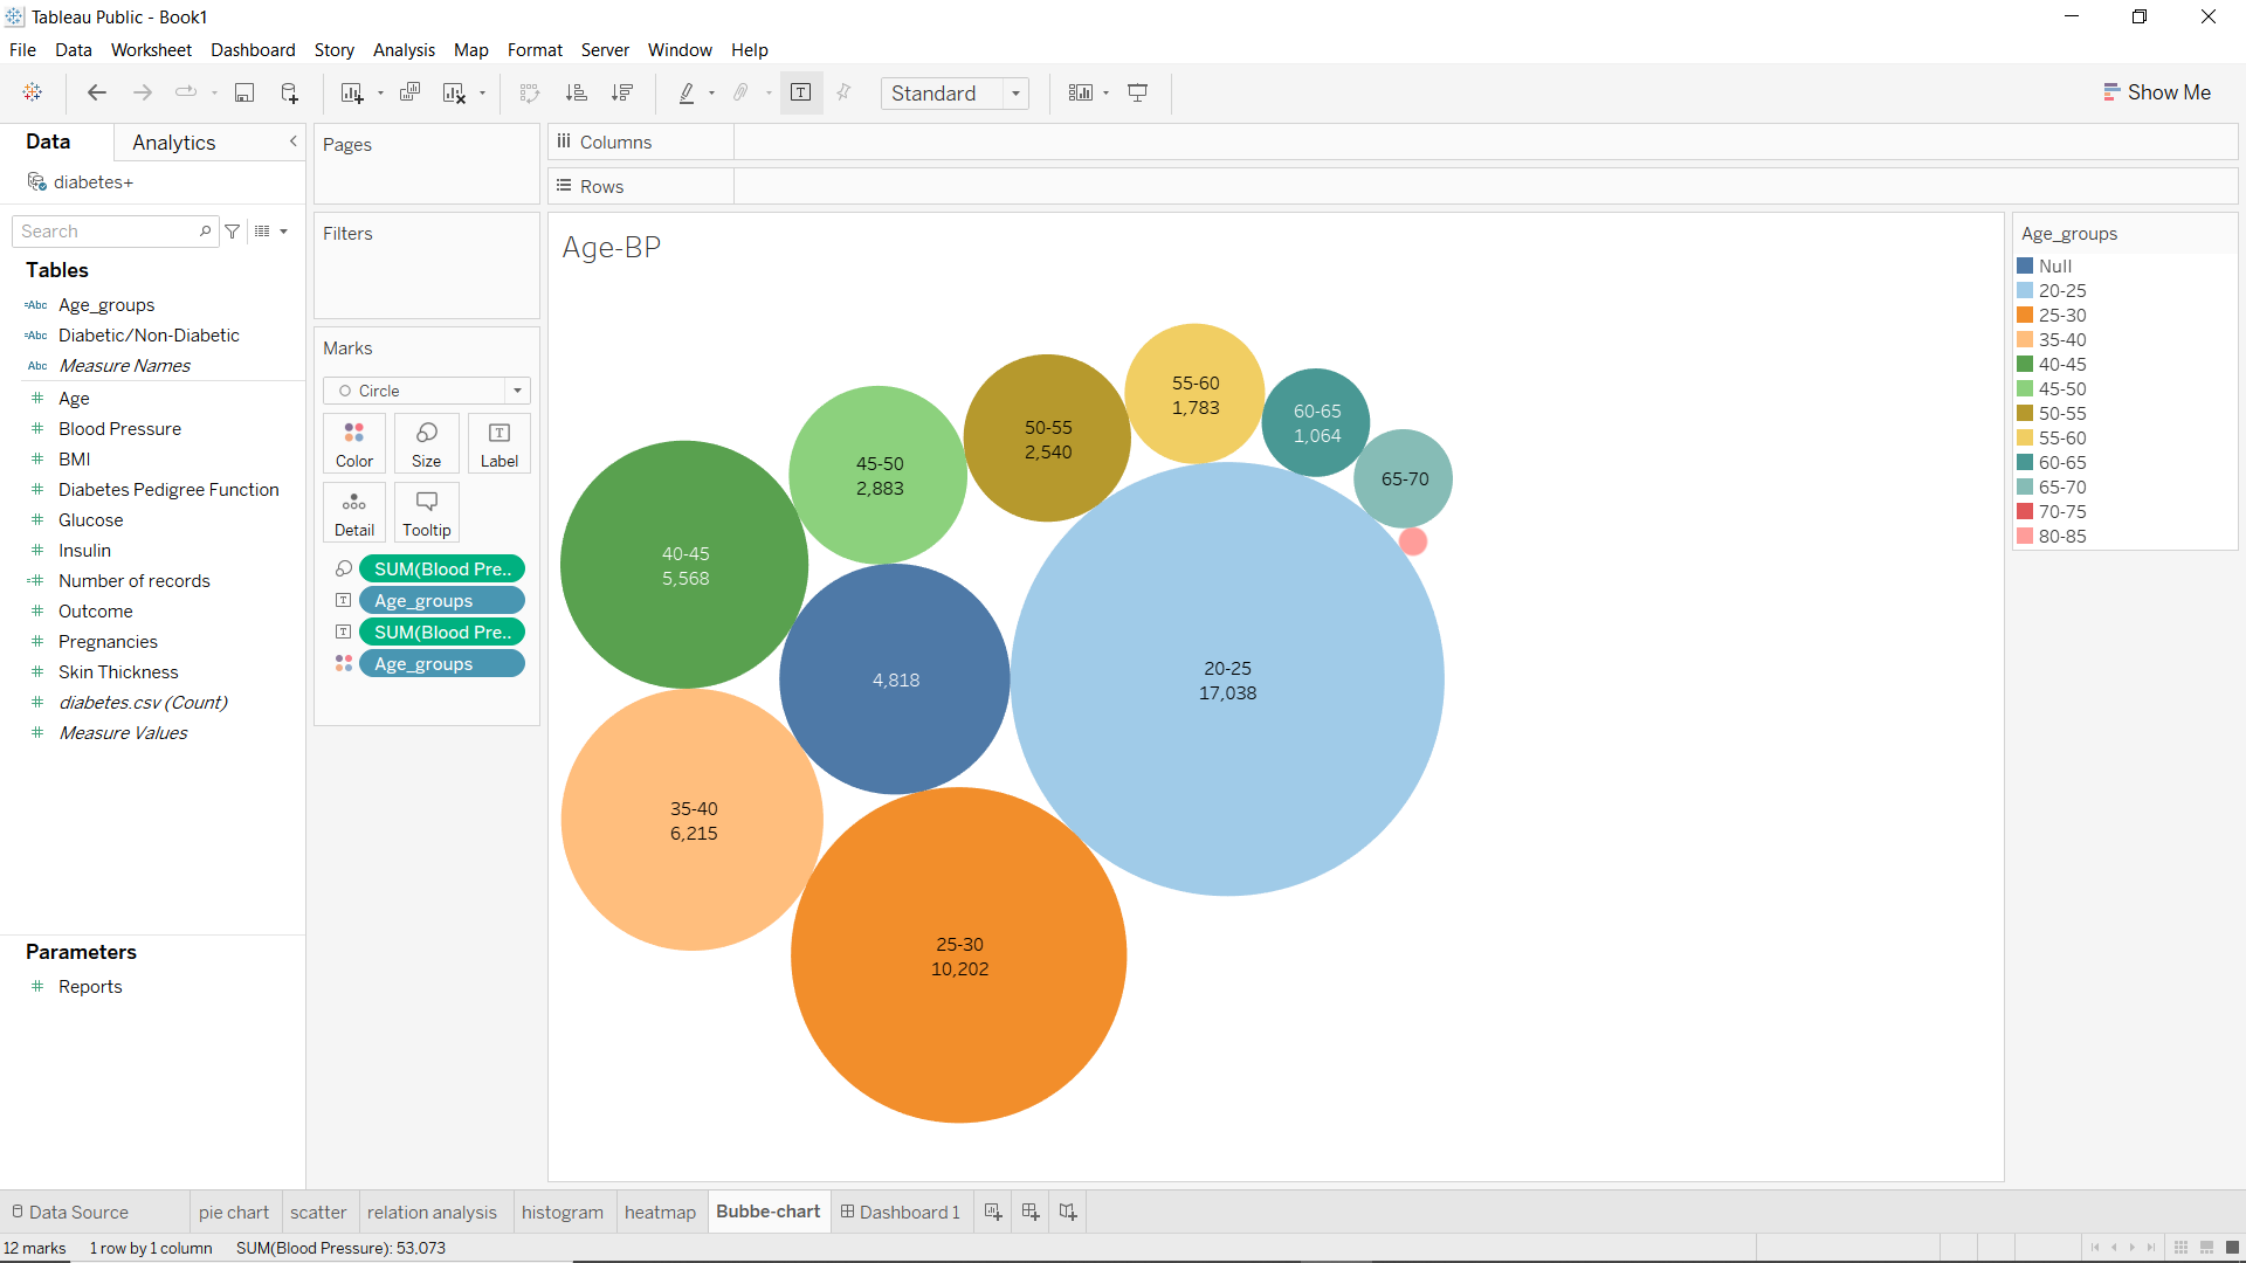 Tableau Public - Book1
File Data Worksheet Dashboard Story Analysis Map Format Server Window Help
Standard
Show Me
Data Analytics
diabetes+
Search
Tables
Abc Age_groups
Abc Diabetic/Non-Diabetic
Abc Measure Names
Age
Blood Pressure
BMI
Diabetes Pedigree Function
Glucose
Insulin
Number of records
Outcome
Pregnancies
Skin Thickness
diabetes.csv (Count)
Measure Values
Parameters
Reports
Pages
Filters
Marks
Circle
Color Size Label
Detail Tooltip
SUM(Blood Pre..
Age_groups
SUM(Blood Pre..
Age_groups
Columns
Rows
Age-BP
55-60
1,783
60-65
1,064
50-55
2,540
45-50
2,883
65-70
40-45
5,568
4,818
20-25
17,038
35-40
6,215
25-30
10,202
Age_groups
Null
20-25
25-30
35-40
40-45
45-50
50-55
55-60
60-65
65-70
70-75
80-85
Data Source pie chart scatter relation analysis histogram heatmap Bubbe-chart Dashboard 1
12 marks 1 row by 1 column SUM(Blood Pressure): 53,073